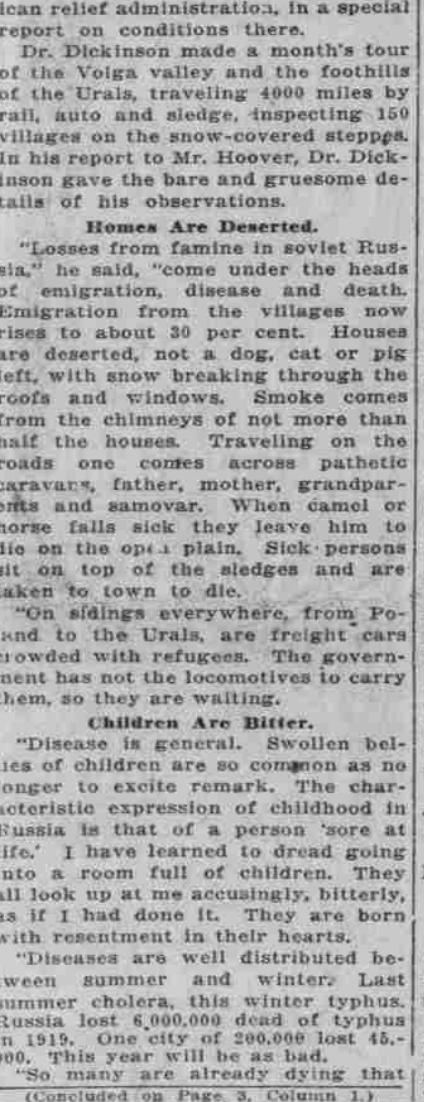 ican relief administration, in a special
report on conditions there.
Dr. Dickinson made a month's tour
of the Volga valley and the foothills
of the Urals, traveling 4000 miles by
rail, auto and sledge, inspecting 150
villages on the snow-covered steppes.
In his report to Mr. Hoover, Dr. Dick-
inson gave the bare and gruesome de-
tails of his observations.
Homes Are Deserted.
"Losses from famine in soviet Rus-
sia," he said, "come under the heads
of emigration, disease and death.
Emigration from the villages now
rises to about 30 per cent. Houses
are deserted, not a dog, cat or pig
left, with snow breaking through the
roofs and windows. Smoke comes
from the chimneys of not more than
half the houses. Traveling on the
roads one comes across pathetic
caravans, father, mother, grandpar-
ents and samovar. When camel or
horse falls sick they leave him to
die on the open plain. Sick persons
sit on top of the sledges and are
taken to town to die.
"On sidings everywhere, from Po-
land to the Urals, are freight cars
crowded with refugees. The govern-
ment has not the locomotives to carry
them, so they are waiting.
Children Are Bitter.
"Disease is general. Swollen bel-
lies of children are so common as no
longer to excite remark. The char-
acteristic expression of childhood in
Russia is that of a person 'sore at
life.' I have learned to dread going
into a room full of children. They
all look up at me accusingly, bitterly,
as if I had done it. They are born
with resentment in their hearts.
"Diseases are well distributed be-
tween summer and winter. Last
summer cholera, this winter typhus.
Russia lost 6,000,000 dead of typhus
in 1919. One city of 200,000 lost 45,-
000. This year will be as bad.
"So many are already dying that
(Concluded on Page 3, Column 1.)